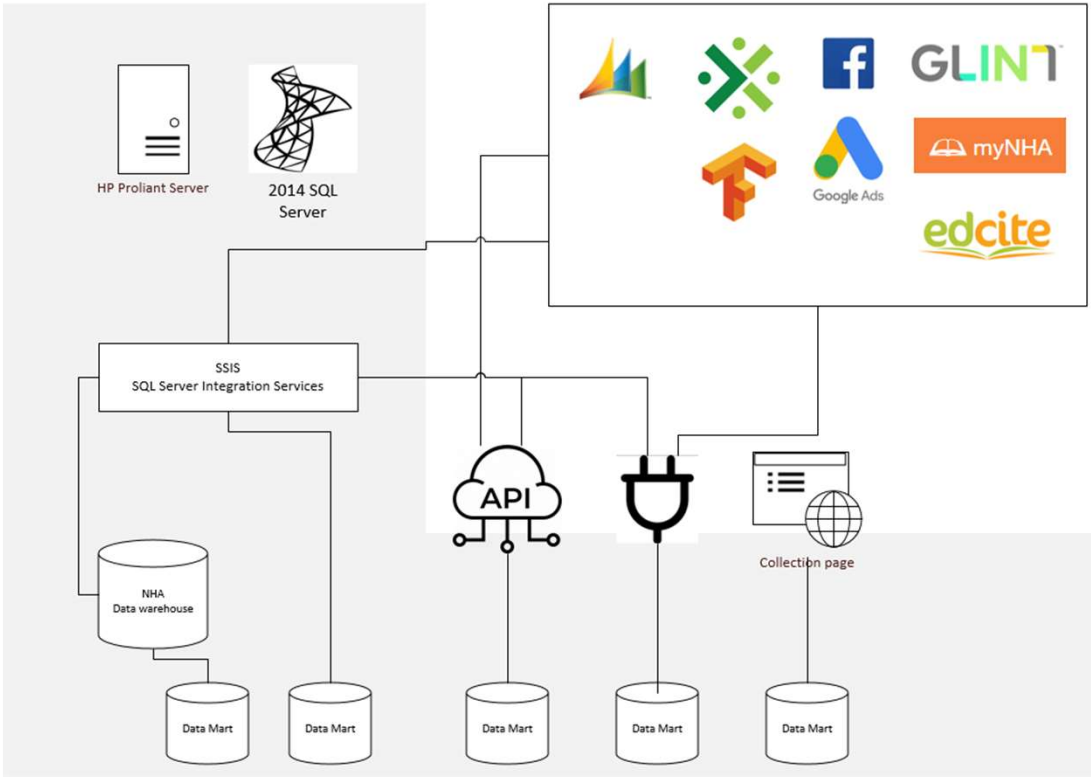 GLINT
myNHA
Google Ads
edcite
HP Proliant Server
2014 SQL
Server
SSIS
SQL Server Integration Services
API
Collection page
NHA
Data warehouse
Data Mart
Data Mart
Data Mart
Data Mart
Data Mart